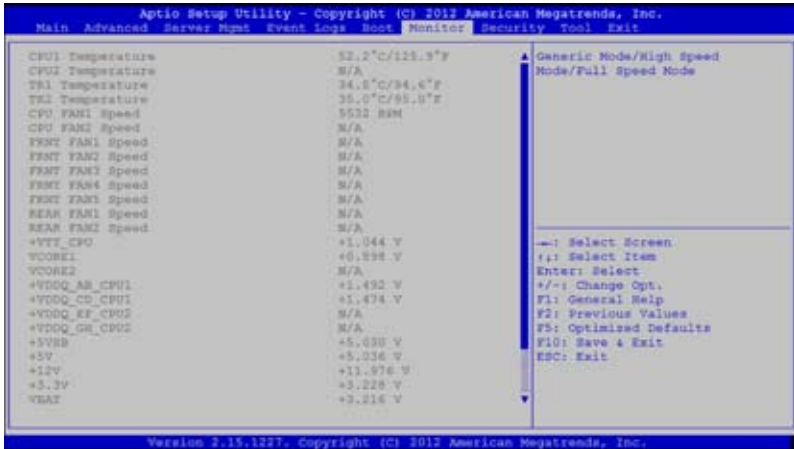 Aptio Setup Utility - Copyright (C) 2012 American Megatrends, Inc.
Main Advanced Server Mgmt Event Logs Boot Monitor Security Tool Exit
CPU1 Temperature 52.2°C/125.9°F
CPU2 Temperature N/A
TR1 Temperature 34.8°C/94.6°F
TR2 Temperature 35.0°C/95.0°F
CPU FAN1 Speed 5532 RPM
CPU FAN2 Speed N/A
FRNT FAN1 Speed N/A
FRNT FAN2 Speed N/A
FRNT FAN3 Speed N/A
FRNT FAN4 Speed N/A
FRNT FAN5 Speed N/A
REAR FAN1 Speed N/A
REAR FAN2 Speed N/A
+VTT_CPU +1.044 V
VCORE1 +0.898 V
VCORE2 N/A
+VDDQ_AB_CPU1 +1.492 V
+VDDQ_CD_CPU1 +1.474 V
+VDDQ_EF_CPU2 N/A
+VDDQ_GH_CPU2 N/A
+5VSB +5.030 V
+5V +5.036 V
+12V +11.976 V
+3.3V +3.228 V
VBAT +3.216 V
Generic Mode/High Speed
Mode/Full Speed Mode
: Select Screen
: Select Item
Enter: Select
+/-: Change Opt.
F1: General Help
F2: Previous Values
F5: Optimized Defaults
F10: Save & Exit
ESC: Exit
Version 2.15.1227. Copyright (C) 2012 American Megatrends, Inc.